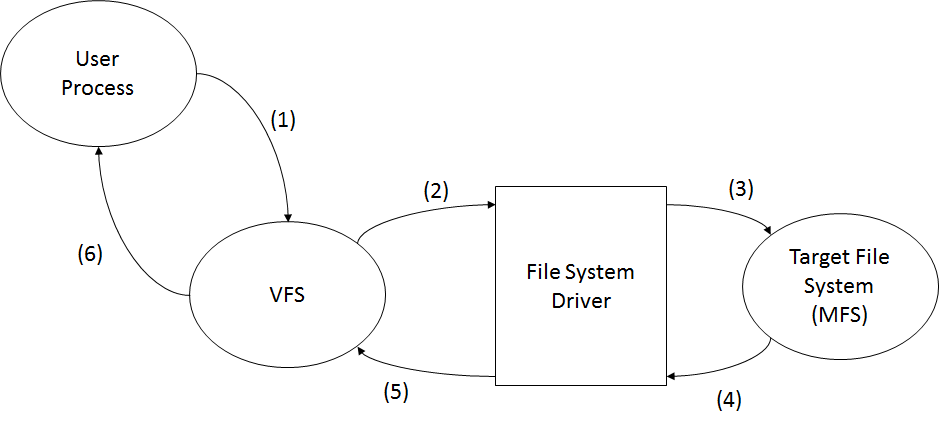 User
Process
(1)
(2)
(3)
(6)
VFS
File System
Driver
Target File
System
(MFS)
(5)
(4)